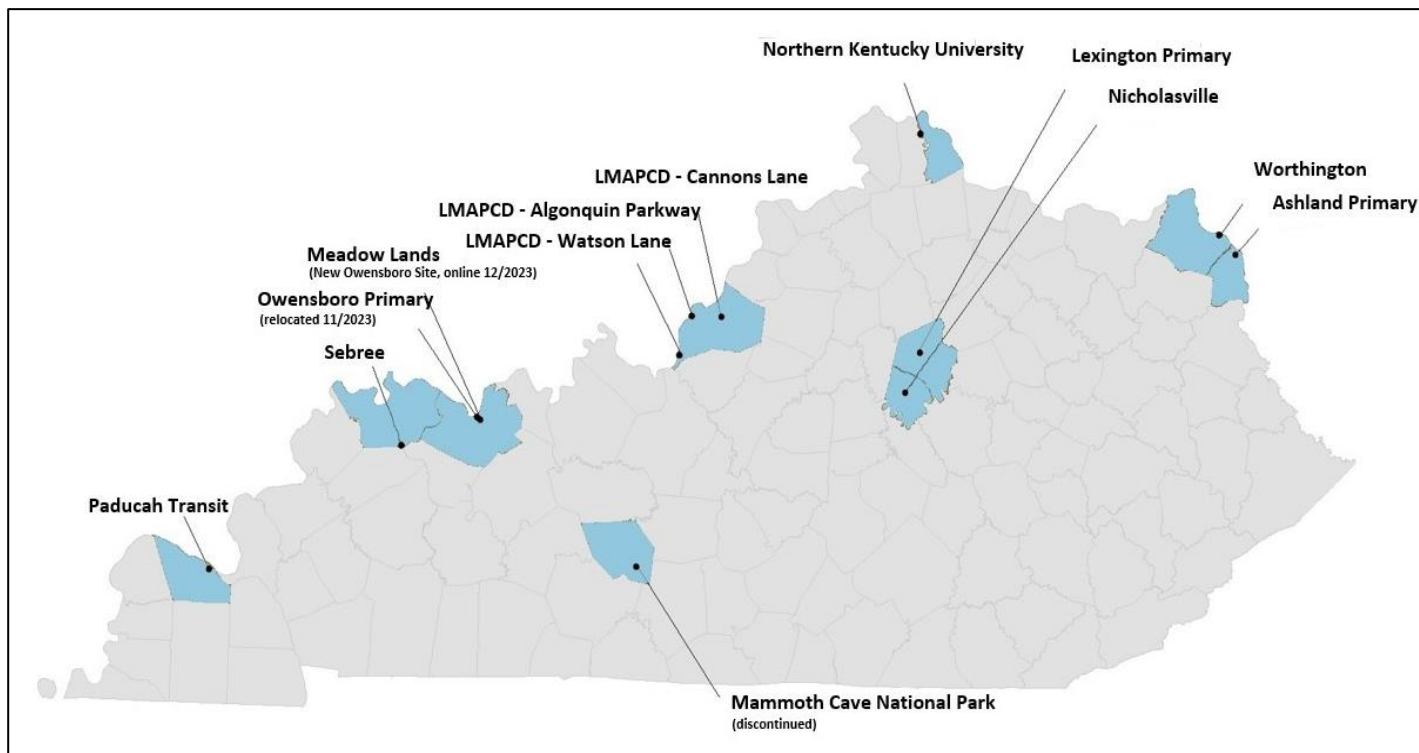 Northern Kentucky University
Lexington Primary
Nicholasville
LMAPCD - Cannons Lane
Worthington
Ashland Primary
LMAPCD - Algonquin Parkway
LMAPCD - Watson Lane
Meadow Lands
(New Owensboro Site, online 12/2023)
Owensboro Primary
(relocated 11/2023)
Sebree
Paducah Transit
Mammoth Cave National Park
(discontinued)